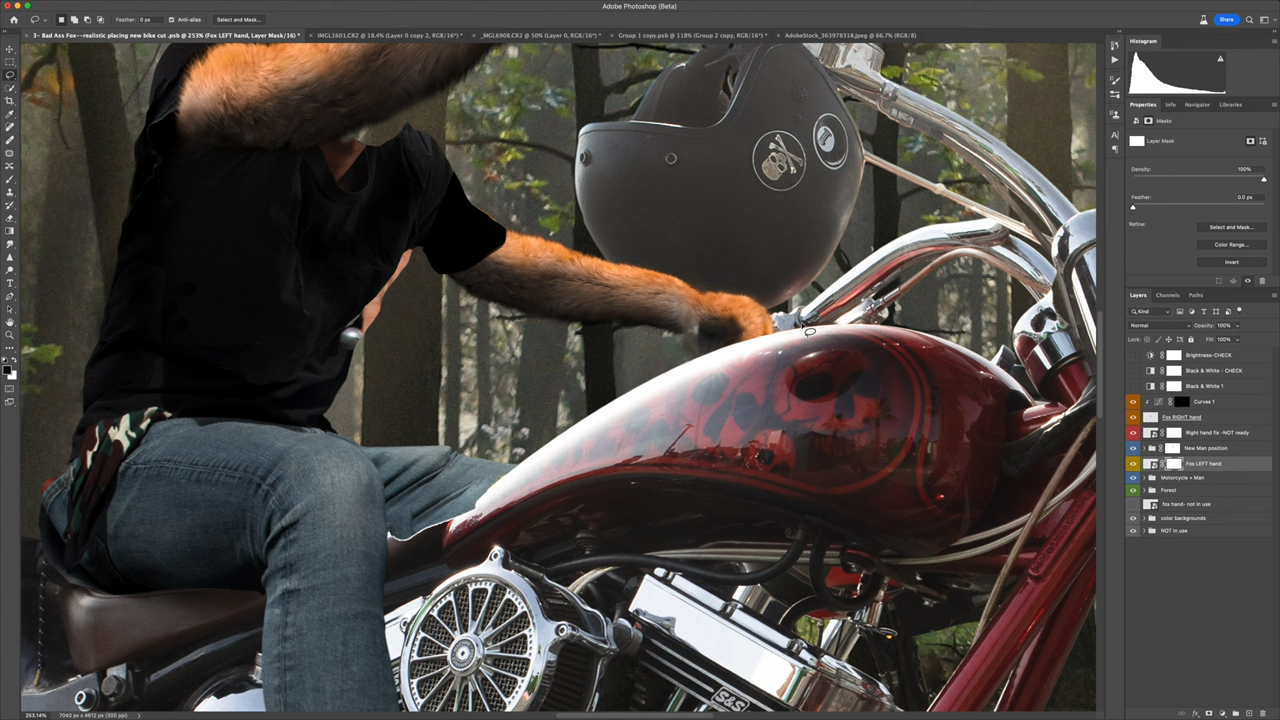 Adobe Photoshop (Beta)
Feather: 0 px Anti-alias Select and Mask... Share
3- Bad Ass Fox--realistic placing new bike cut .psb @ 253% (Fox LEFT hand, Layer Mask/16) *
IMGL1601.CR2 @ 18.4% (Layer 0 copy 2, RGB/16*) *
_MGL6908.CR2 @ 50% (Layer 0, RGB/16*) *
Group 1 copy.psb @ 118% (Group 2 copy, RGB/16*) *
AdobeStock_363978318.jpeg @ 66,7% (RGB/8)
Histogram
Properties Info Navigator Libraries
Masks
Layer Mask
Density: 100%
Feather: 0.0 px
Refine: Select and Mask...
Color Range...
Invert
Layers Channels Paths
Kind
Normal Opacity: 100%
Lock: Fill: 100%
Brightness-CHECK
Black & White - CHECK
Black & White 1
Curves 1
Fox RIGHT hand
Right hand fix -NOT ready
New Man position
Fox LEFT hand
Motorcycle + Man
Forest
fox hand- not in use
color backgrounds
NOT in use
S&S
253.14% 7040 px x 4612 px (300 ppi)